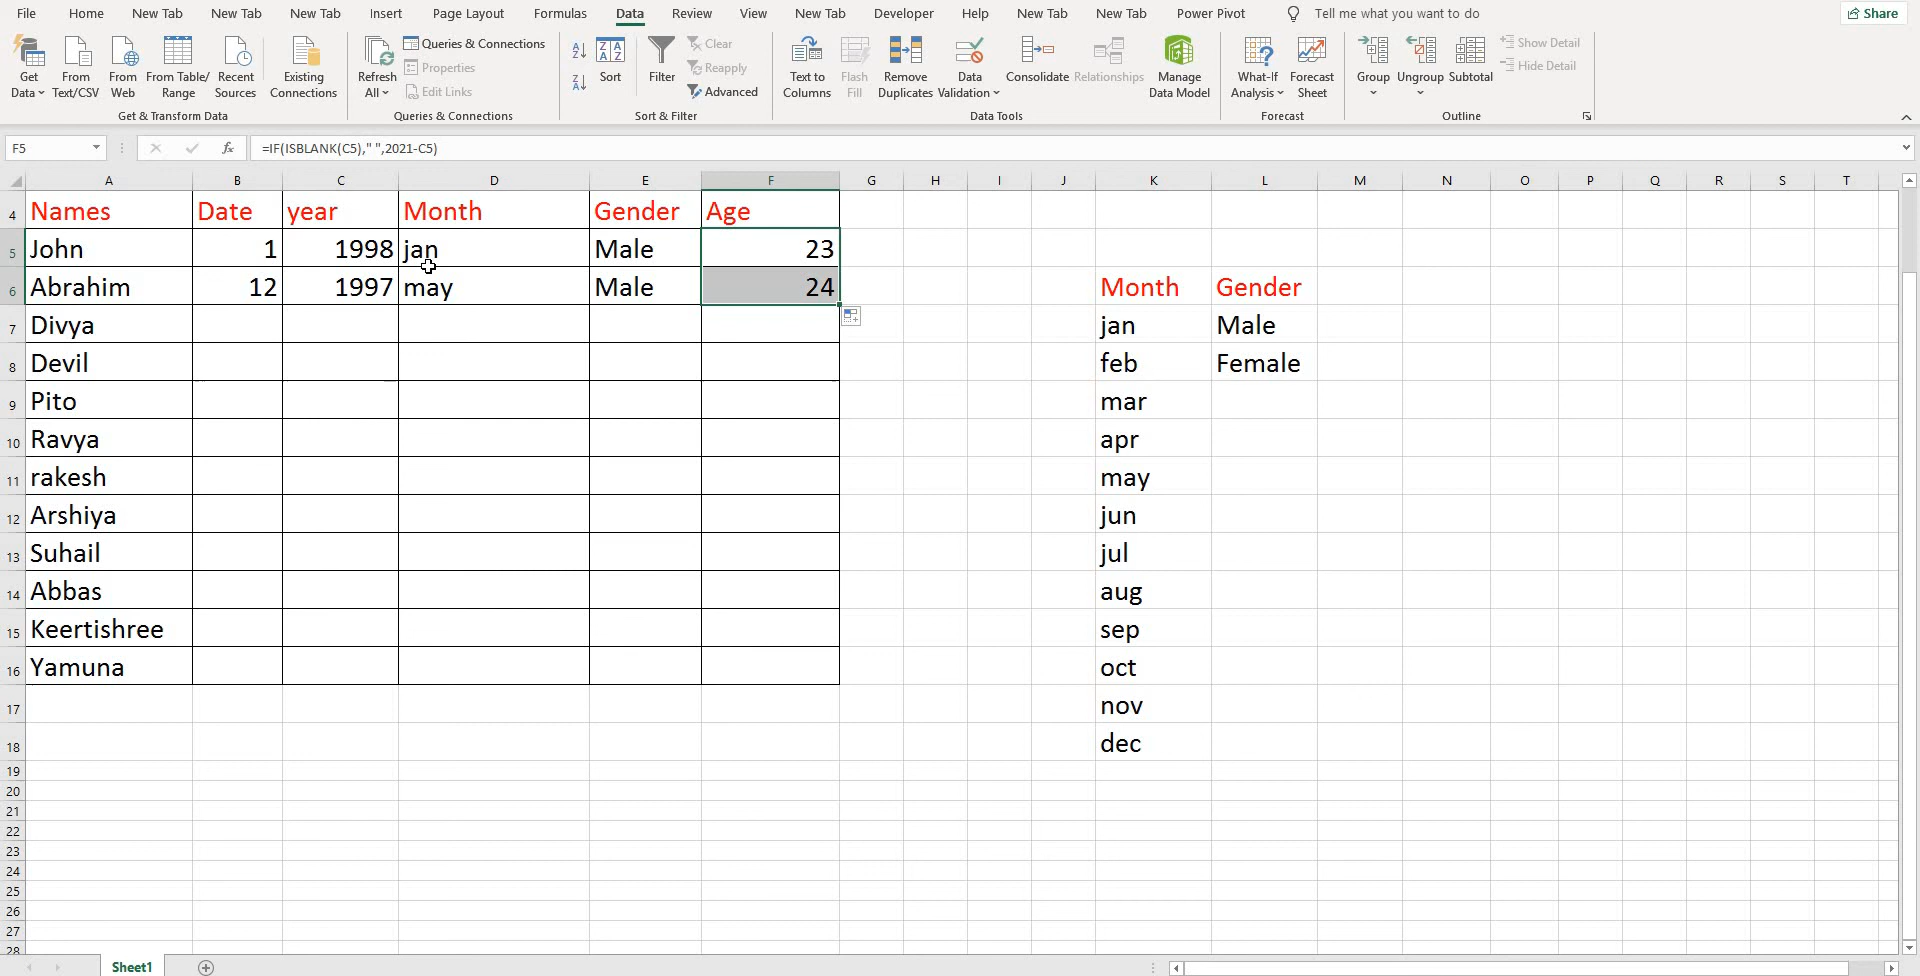 File Home New Tab New Tab New Tab Insert Page Layout Formulas Data Review View New Tab Developer Help New Tab New Tab Power Pivot Tell me what you want to do Share
Get Data
From Text/CSV
From Web
From Table/ Range
Recent Sources
Existing Connections
Get & Transform Data
Refresh All
Queries & Connections
Properties
Edit Links
Queries & Connections
Sort
Filter
Clear
Reapply
Advanced
Sort & Filter
Text to Columns
Flash Fill
Remove Duplicates
Data Validation
Consolidate
Relationships
Manage Data Model
Data Tools
What-If Analysis
Forecast Sheet
Forecast
Group
Ungroup
Subtotal
Show Detail
Hide Detail
Outline
F5 fx =IF(ISBLANK(C5)," ",2021-C5)
A B C D E F G H I J K L M N O P Q R S T
4 Names Date year Month Gender Age
5 John 1 1998 jan Male 23
6 Abrahim 12 1997 may Male 24 Month Gender
7 Divya jan Male
8 Devil feb Female
9 Pito mar
10 Ravya apr
11 rakesh may
12 Arshiya jun
13 Suhail jul
14 Abbas aug
15 Keertishree sep
16 Yamuna oct
17 nov
18 dec
19
20
21
22
23
24
25
26
27
28
Sheet1